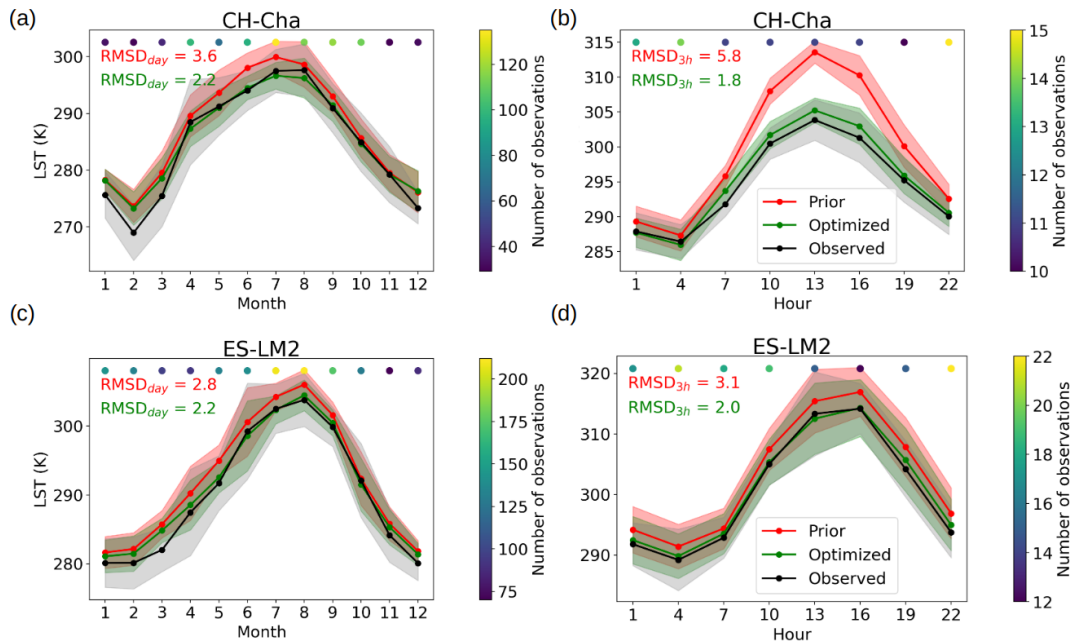 (a)
CH-Cha
RMSD_day = 3.6
RMSD_day = 2.2
LST (K)
300
290
280
270
1 2 3 4 5 6 7 8 9 10 11 12
Month
120
100
80
60
40
Number of observations
(b)
CH-Cha
RMSD_3h = 5.8
RMSD_3h = 1.8
315
310
305
300
295
290
285
Prior
Optimized
Observed
1 4 7 10 13 16 19 22
Hour
15
14
13
12
11
10
Number of observations
(c)
ES-LM2
RMSD_day = 2.8
RMSD_day = 2.2
LST (K)
300
290
280
1 2 3 4 5 6 7 8 9 10 11 12
Month
200
175
150
125
100
75
Number of observations
(d)
ES-LM2
RMSD_3h = 3.1
RMSD_3h = 2.0
320
310
300
290
Prior
Optimized
Observed
1 4 7 10 13 16 19 22
Hour
22
20
18
16
14
12
Number of observations